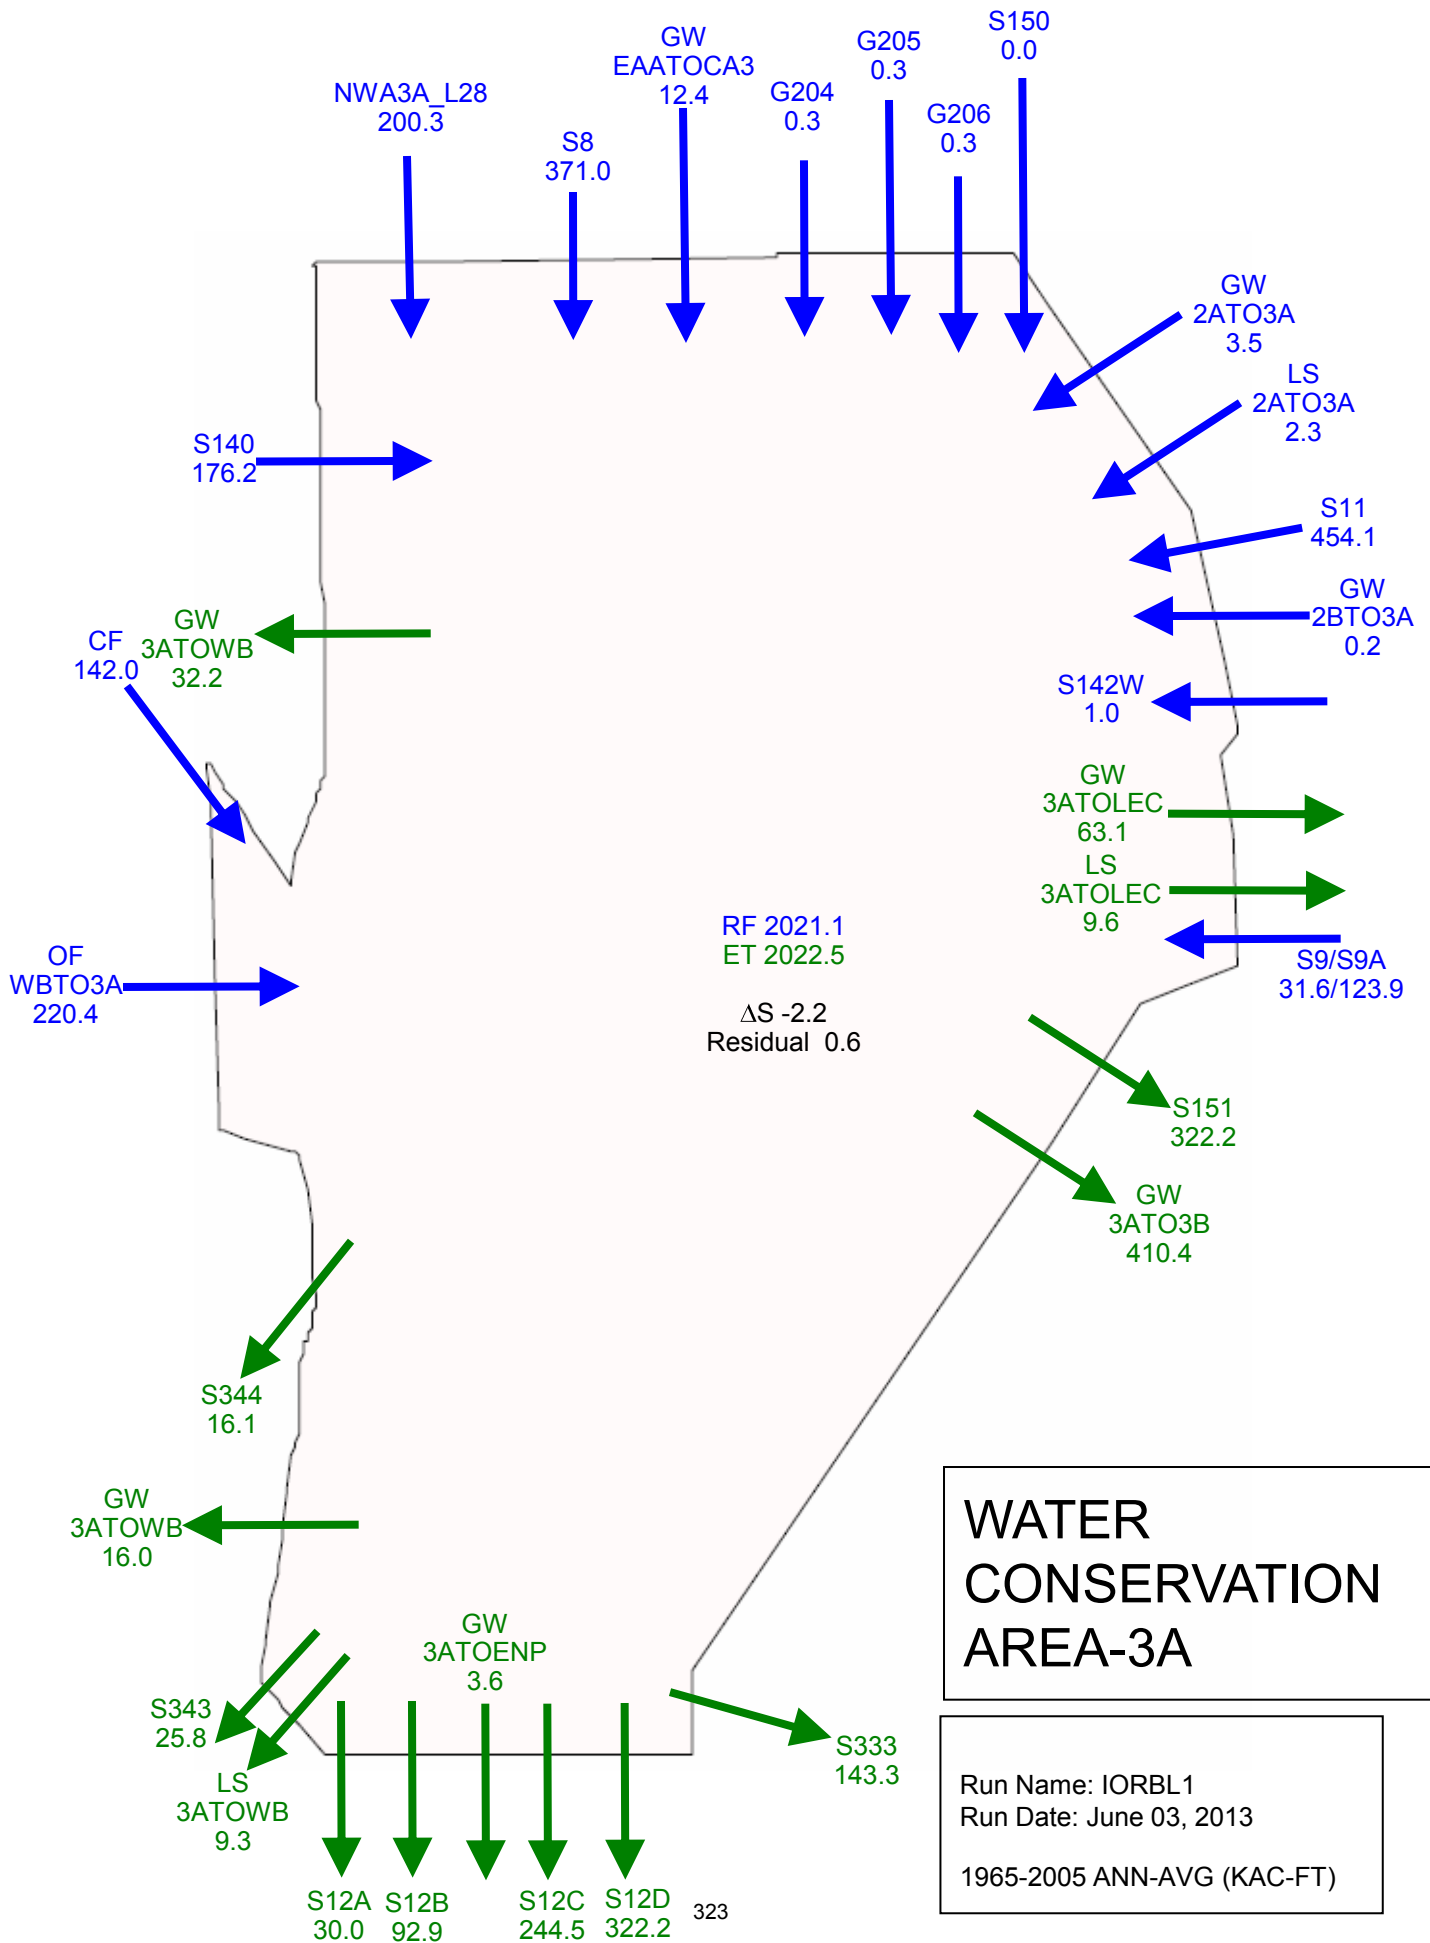 S150
0.0
G205
0.3
GW
EAATOCA3
12.4
NWA3A_L28
200.3
G204
0.3
G206
0.3
S8
371.0
GW
2ATO3A
3.5
LS
2ATO3A
2.3
S140
176.2
S11
454.1
GW
2BTO3A
0.2
GW
3ATOWB
32.2
CF
142.0
S142W
1.0
GW
3ATOLEC
63.1
LS
3ATOLEC
9.6
RF 2021.1
ET 2022.5
OF
WBTO3A
220.4
S9/S9A
31.6/123.9
ΔS -2.2
Residual 0.6
S151
322.2
GW
3ATO3B
410.4
S344
16.1
GW
3ATOWB
16.0
WATER
CONSERVATION
AREA-3A
GW
3ATOENP
3.6
S343
25.8
LS
3ATOWB
9.3
S333
143.3
Run Name: IORBL1
Run Date: June 03, 2013
1965-2005 ANN-AVG (KAC-FT)
S12A
30.0
S12B
92.9
S12C
244.5
S12D
322.2
323